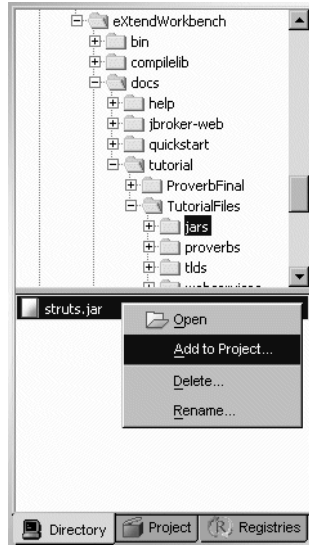 eXtendWorkbench
bin
compilelib
docs
help
jbroker-web
quickstart
tutorial
ProverbFinal
TutorialFiles
jars
proverbs
tlds
webservices
struts.jar
Open
Add to Project...
Delete...
Rename...
Directory Project Registries